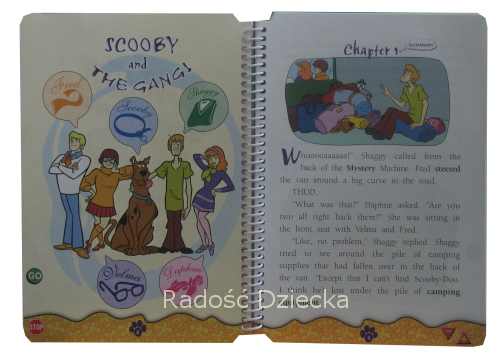 SCOOBY
and
THE GANG!
Fred
Shaggy
Scooby
Velma
Daphne
GO
STOP
Chapter 1
SUMMARY
Whooooaaaaaa!" Shaggy called from the
back of the Mystery Machine. Fred steered
the van around a big curve in the road.
THUD.
"What was that?" Daphne asked. "Are you
two all right back there?" She was sitting in
the front seat with Velma and Fred.
"Like, no problem," Shaggy replied. Shaggy
tried to see around the pile of camping
supplies that had fallen over in the back of
the van. "Except that I can't find Scooby-Doo.
I think he's lost under the pile of camping
equipment."
Radość Dziecka